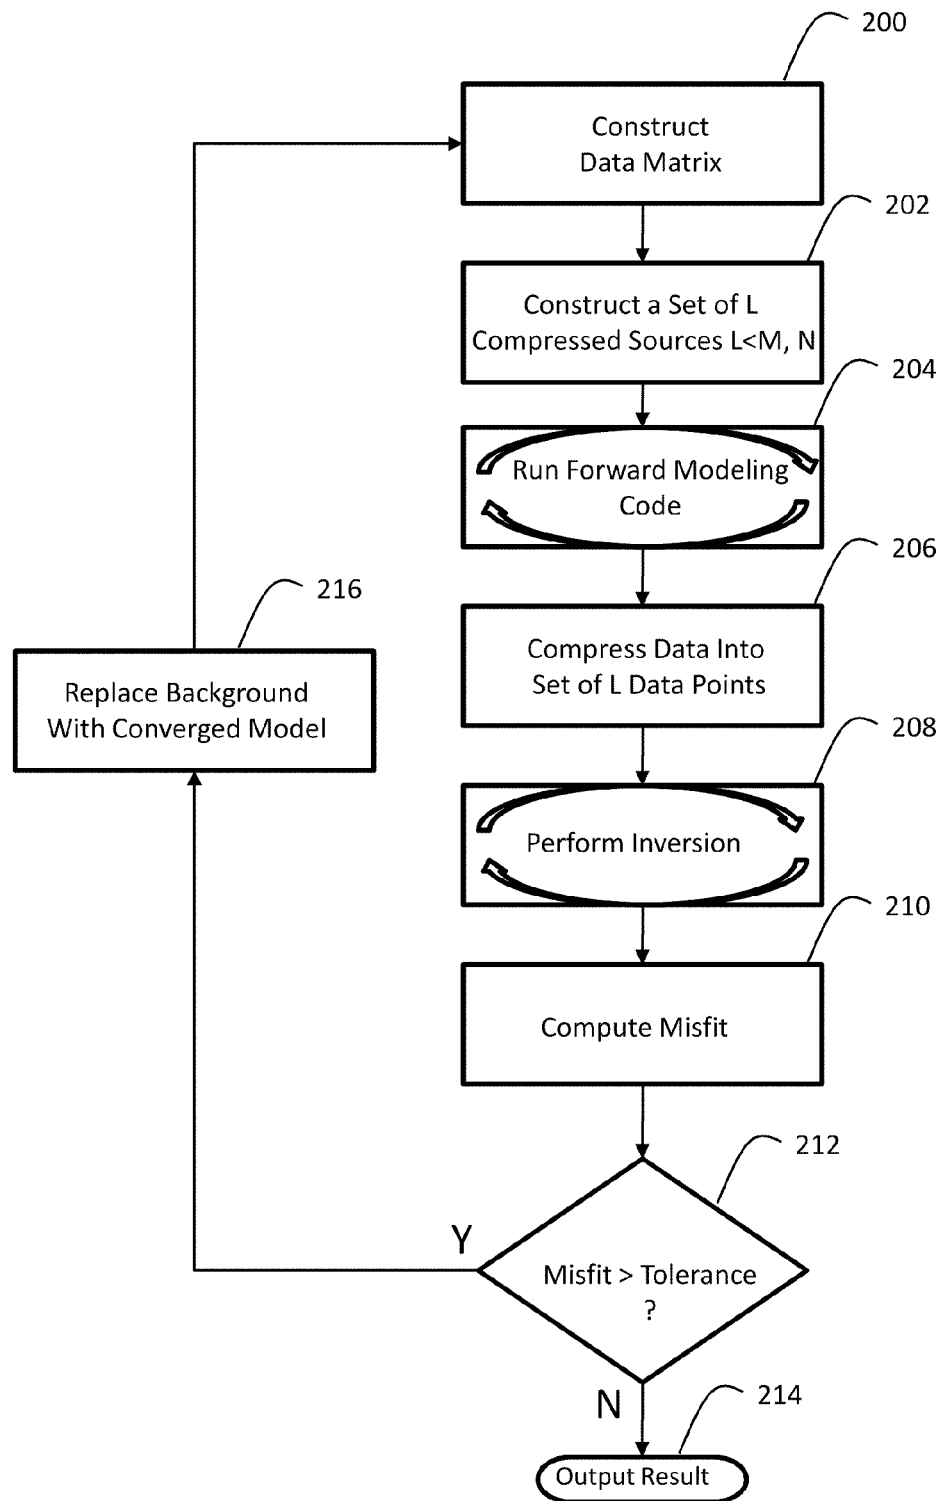 200
Construct
Data Matrix
202
Construct a Set of L
Compressed Sources L<M, N
204
Run Forward Modeling
Code
206
Compress Data Into
Set of L Data Points
216
Replace Background
With Converged Model
208
Perform Inversion
210
Compute Misfit
212
Y
Misfit > Tolerance
?
N
214
Output Result